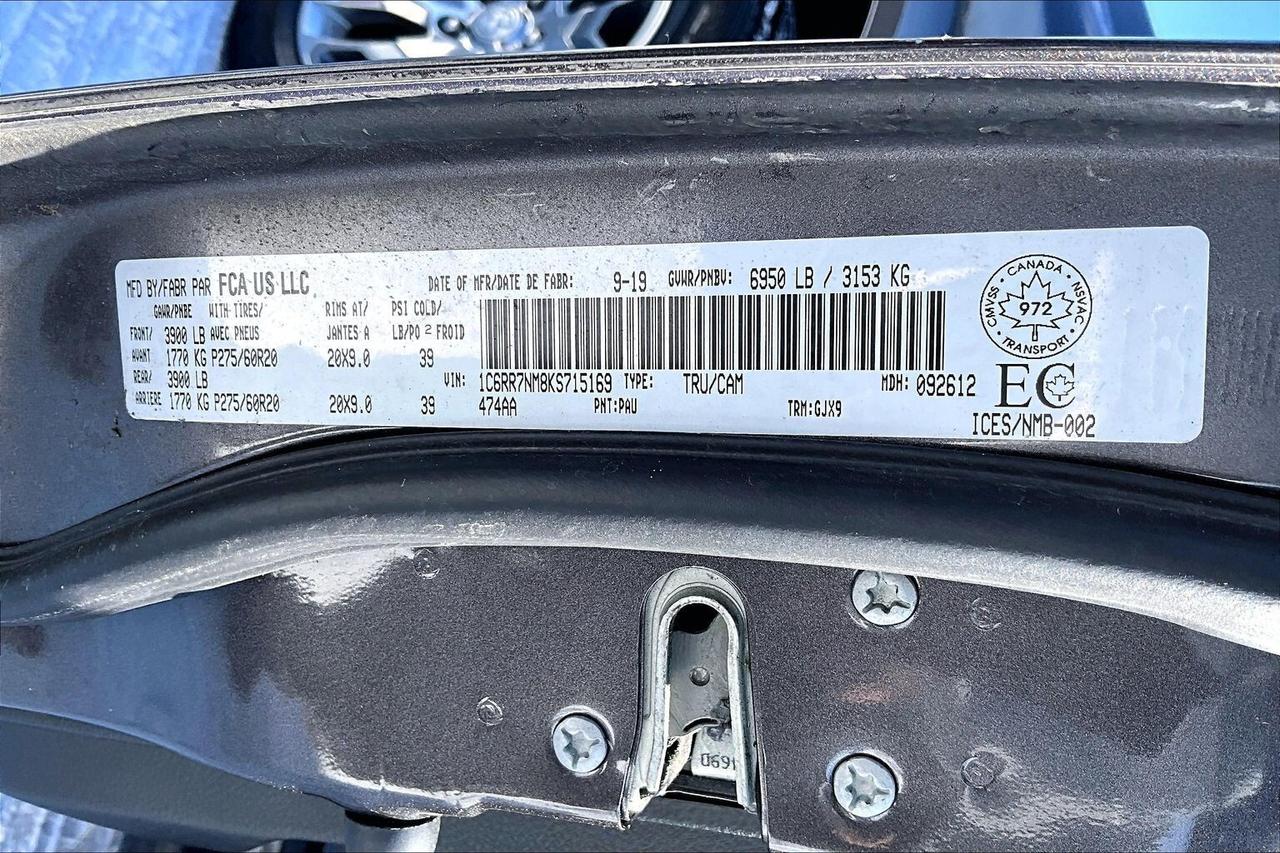 MFD BY/FABR PAR FCA US LLC DATE OF MFR/DATE DE FABR: 9-19 GVWR/PNBV: 6950 LB / 3153 KG
GAWR/PNBE WITH TIRES/ RIMS AT/ PSI COLD/
FRONT/ 3900 LB AVEC PNEUS JANTES A LB/PO² FROID
AVANT 1770 KG P275/60R20 20X9.0 39
REAR/ 3900 LB VIN: 1C6RR7NM8KS715169 TYPE: TRU/CAM MDH: 092612
ARRIERE 1770 KG P275/60R20 20X9.0 39 474AA PNT:PAU TRM:GJX9
CANADA
CMVSS • 972 • NSVAC
TRANSPORT
EC
ICES/NMB-002
0691